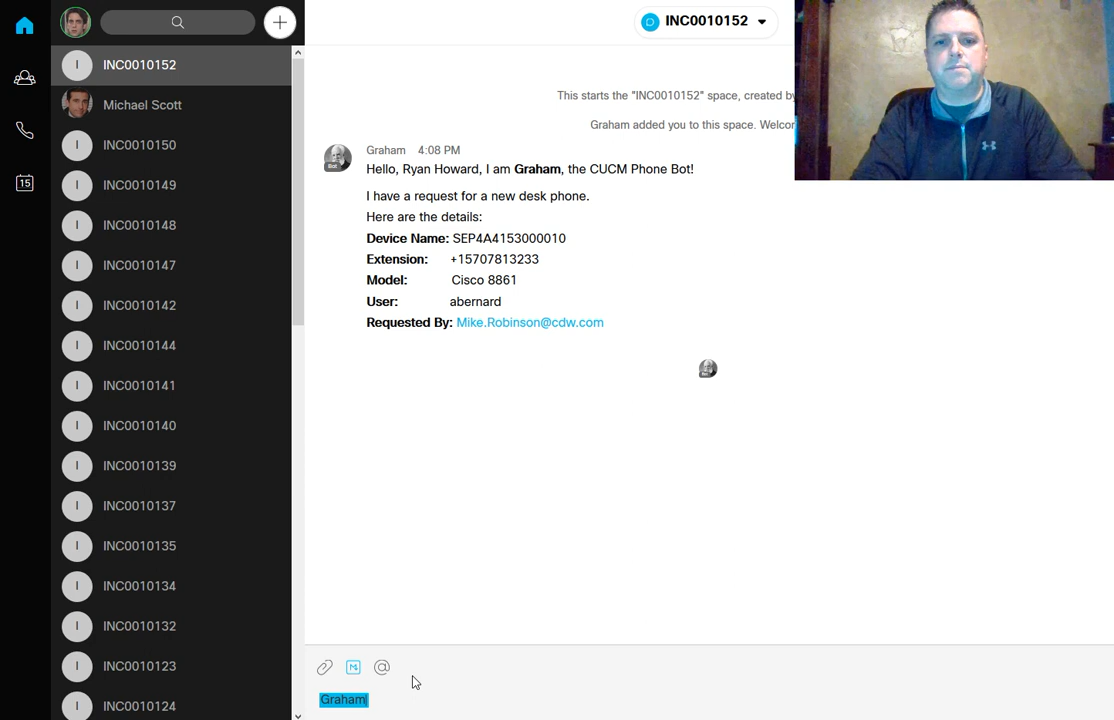 INC0010152
Michael Scott
INC0010150
INC0010149
INC0010148
INC0010147
INC0010142
INC0010144
INC0010141
INC0010140
INC0010139
INC0010137
INC0010135
INC0010134
INC0010132
INC0010123
INC0010124
15
INC0010152
This starts the "INC0010152" space, created by
Graham added you to this space. Welcor
Graham 4:08 PM
Hello, Ryan Howard, I am Graham, the CUCM Phone Bot!
I have a request for a new desk phone.
Here are the details:
Device Name: SEP4A4153000010
Extension: +15707813233
Model: Cisco 8861
User: abernard
Requested By: Mike.Robinson@cdw.com
Graham